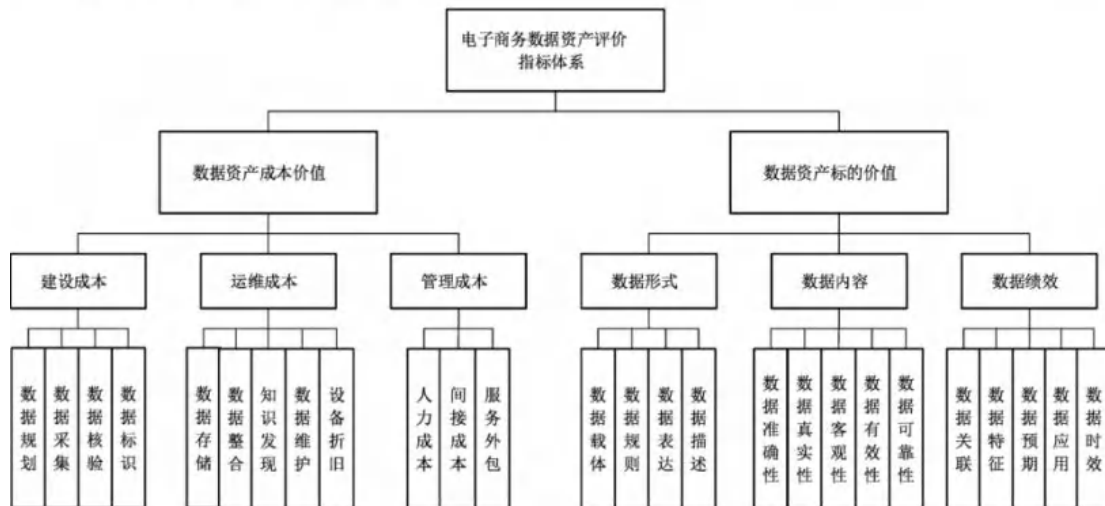 电子商务数据资产评价
指标体系
数据资产成本价值
数据资产标的价值
建设成本
运维成本
管理成本
数据形式
数据内容
数据绩效
数据规划
数据采集
数据核验
数据标识
数据存储
数据整合
知识发现
数据维护
设备折旧
人力成本
间接成本
服务外包
数据载体
数据规则
数据表达
数据描述
数据准确性
数据真实性
数据客观性
数据有效性
数据可靠性
数据关联
数据特征
数据预期
数据应用
数据时效